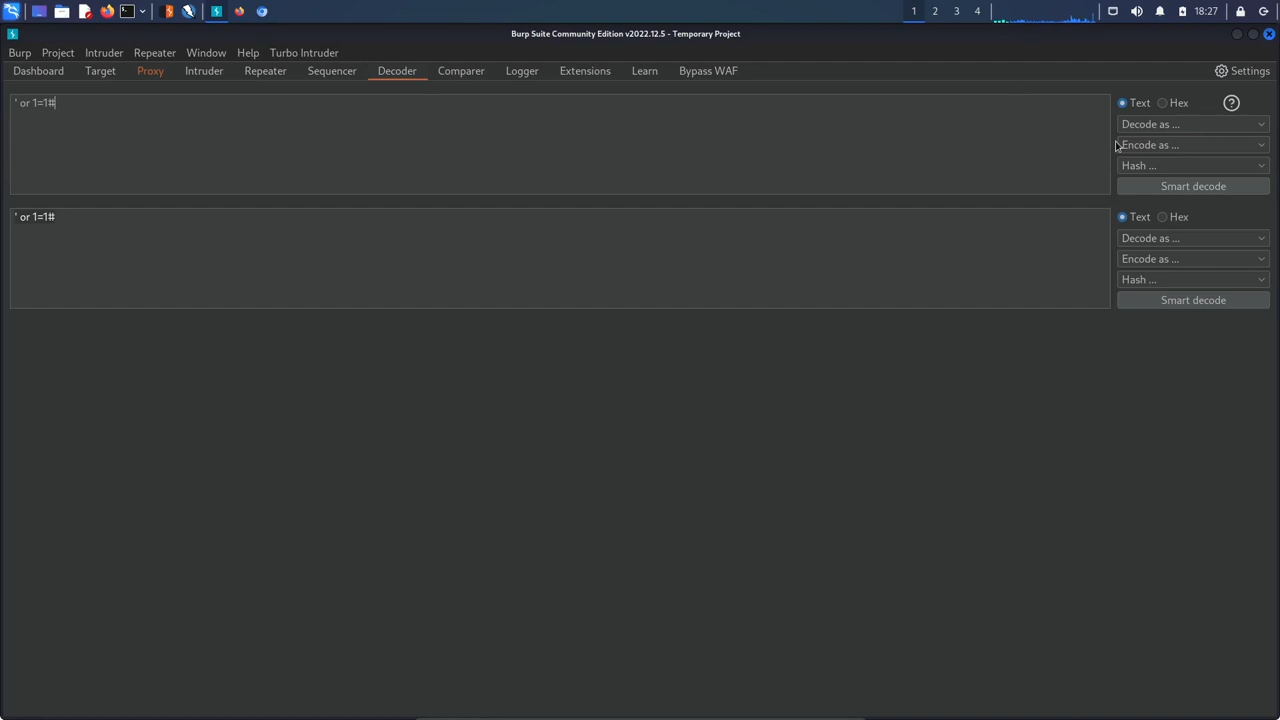 18:27
1 2 3 4
Burp Suite Community Edition v2022.12.5 - Temporary Project
Burp Project Intruder Repeater Window Help Turbo Intruder
Dashboard Target Proxy Intruder Repeater Sequencer Decoder Comparer Logger Extensions Learn Bypass WAF Settings
' or 1=1#
Text Hex ?
Decode as ...
Encode as ...
Hash ...
Smart decode
' or 1=1#
Text Hex
Decode as ...
Encode as ...
Hash ...
Smart decode